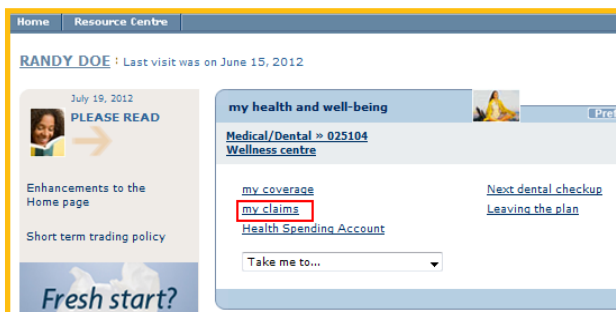 Home Resource Centre
RANDY DOE : Last visit was on June 15, 2012
July 19, 2012
PLEASE READ
Enhancements to the
Home page
Short term trading policy
Fresh start?
my health and well-being
Medical/Dental » 025104
Wellness centre
my coverage
my claims
Health Spending Account
Take me to...
Next dental checkup
Leaving the plan